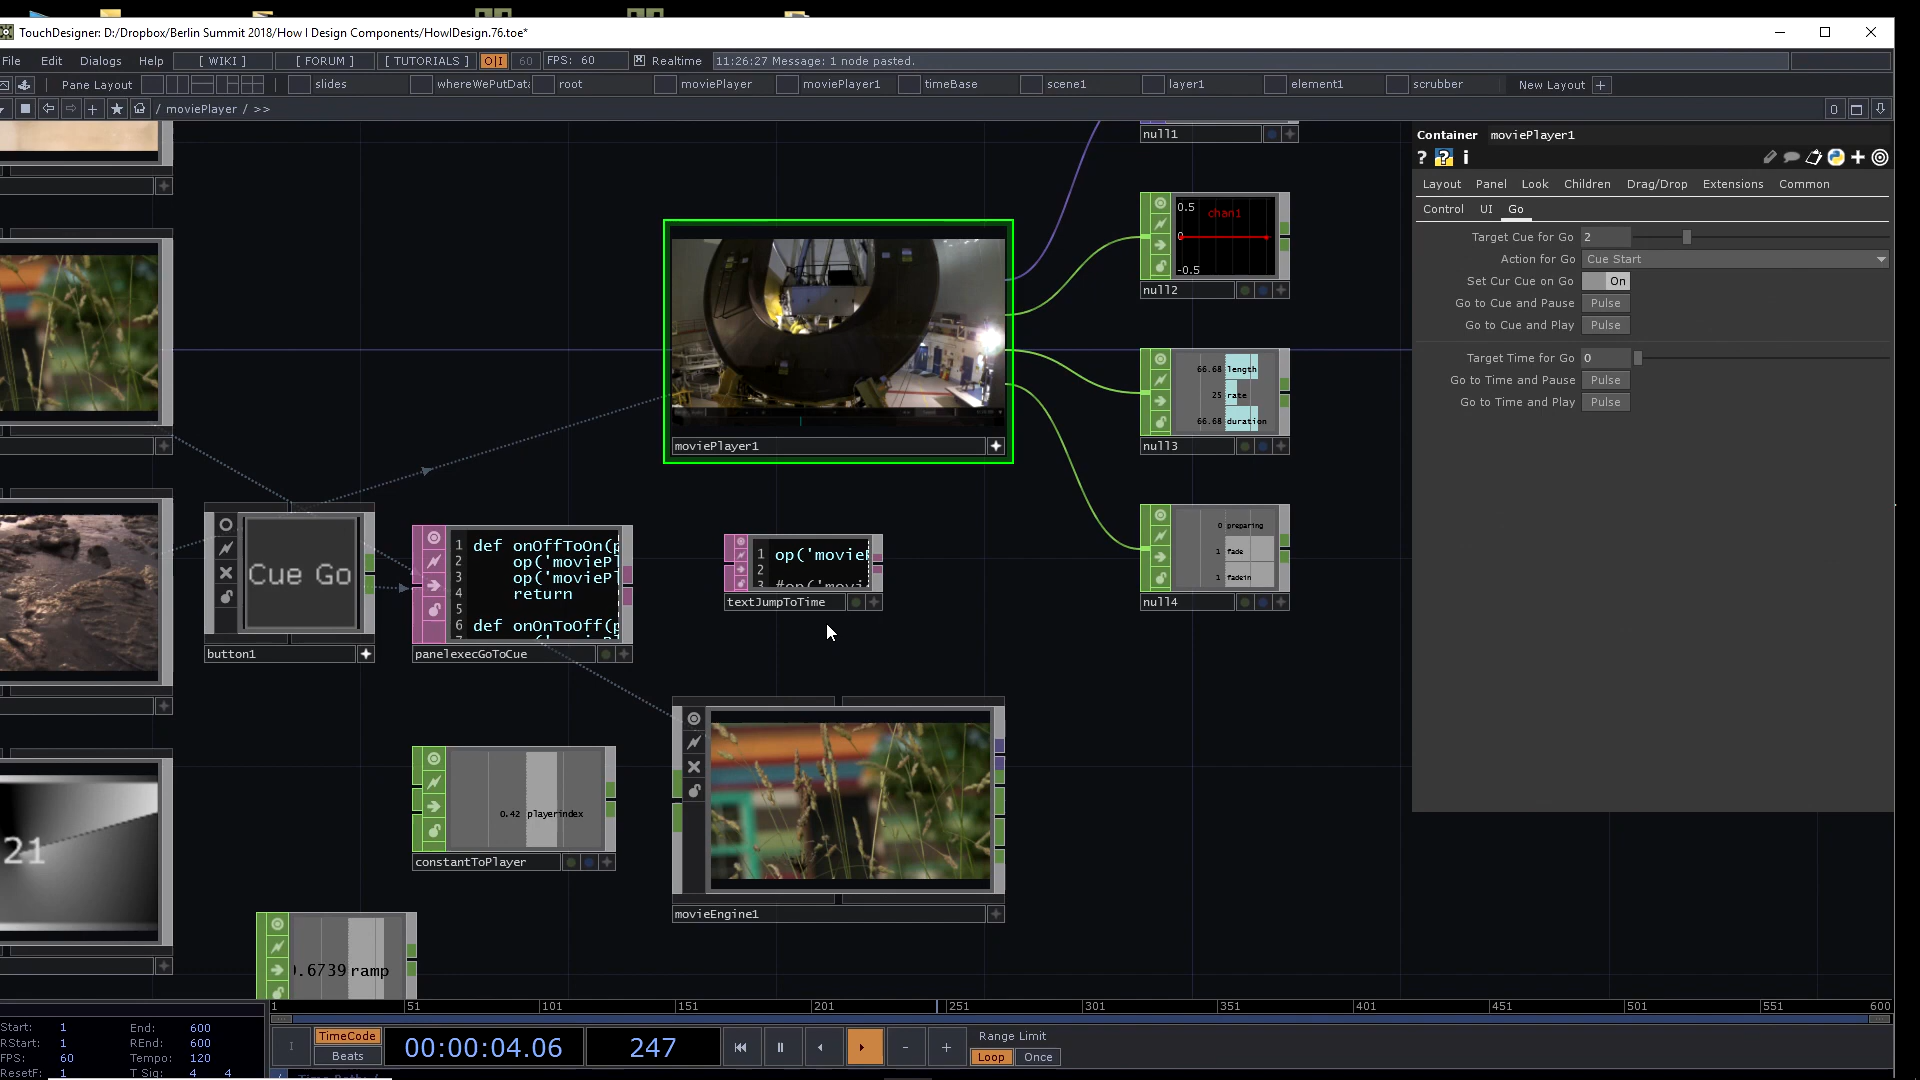 TouchDesigner: D:/Dropbox/Berlin Summit 2018/How I Design Components/HowIDesign.76.toe*
File Edit Dialogs Help [ WIKI ] [ FORUM ] [ TUTORIALS ] O|I 60 FPS: 60 Realtime 11:26:27 Message: 1 node pasted.
Pane Layout slides whereWePutData root moviePlayer moviePlayer1 timeBase scene1 layer1 element1 scrubber New Layout +
/ moviePlayer / >> 0
null1
Container moviePlayer1
? ? i
Layout Panel Look Children Drag/Drop Extensions Common
Control UI Go
Target Cue for Go 2
Action for Go Cue Start
Set Cur Cue on Go On
Go to Cue and Pause Pulse
Go to Cue and Play Pulse
Target Time for Go 0
Go to Time and Pause Pulse
Go to Time and Play Pulse
0.5 chan1
0
-0.5
null2
66.68 length
25 rate
66.68 duration
null3
0 preparing
1 fade
1 fadein
null4
moviePlayer1
Cue Go
button1
1 def onOffToOn(p
2 op('moviePl
3 op('moviePl
4 return
5
6 def onOnToOff(p
panelexecGoToCue
1 op('movieP
2
3 #op('movi
textJumpToTime
0.42 playerindex
constantToPlayer
movieEngine1
21
.6739 ramp
1 51 101 151 201 251 301 351 401 451 501 551 600
Start: 1 End: 600
RStart: 1 REnd: 600
FPS: 60 Tempo: 120
ResetF: 1 T Sig: 4 4
TimeCode
Beats
00:00:04.06 247
Range Limit
Loop Once